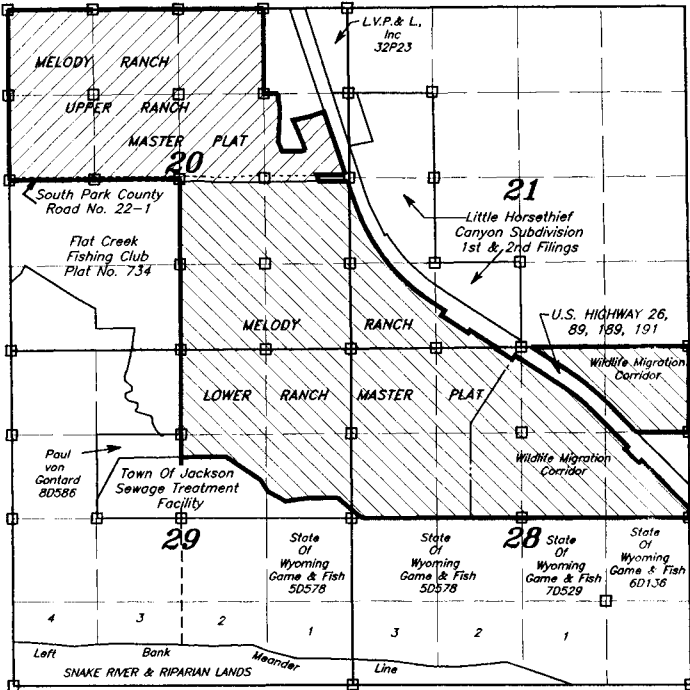 L.V.P.& L.,
Inc
32P23
MELODY RANCH
UPPER RANCH
MASTER PLAT
20
South Park County
Road No. 22-1
21
Little Horsethief
Canyon Subdivision
1st & 2nd Filings
Flat Creek
Fishing Club
Plat No. 734
U.S. HIGHWAY 26,
89, 189, 191
MELODY RANCH
Wildlife Migration
Corridor
LOWER RANCH MASTER PLAT
Paul
von
Gontard
8D586
Town Of Jackson
Sewage Treatment
Facility
Wildlife Migration
Corridor
29
28
State
Of
Wyoming
Game & Fish
5D578
State
Of
Wyoming
Game & Fish
5D578
State
Of
Wyoming
Game & Fish
7D529
State
Of
Wyoming
Game & Fish
6D136
4 3 2 1 3 2 1
Left Bank Meander Line
SNAKE RIVER & RIPARIAN LANDS